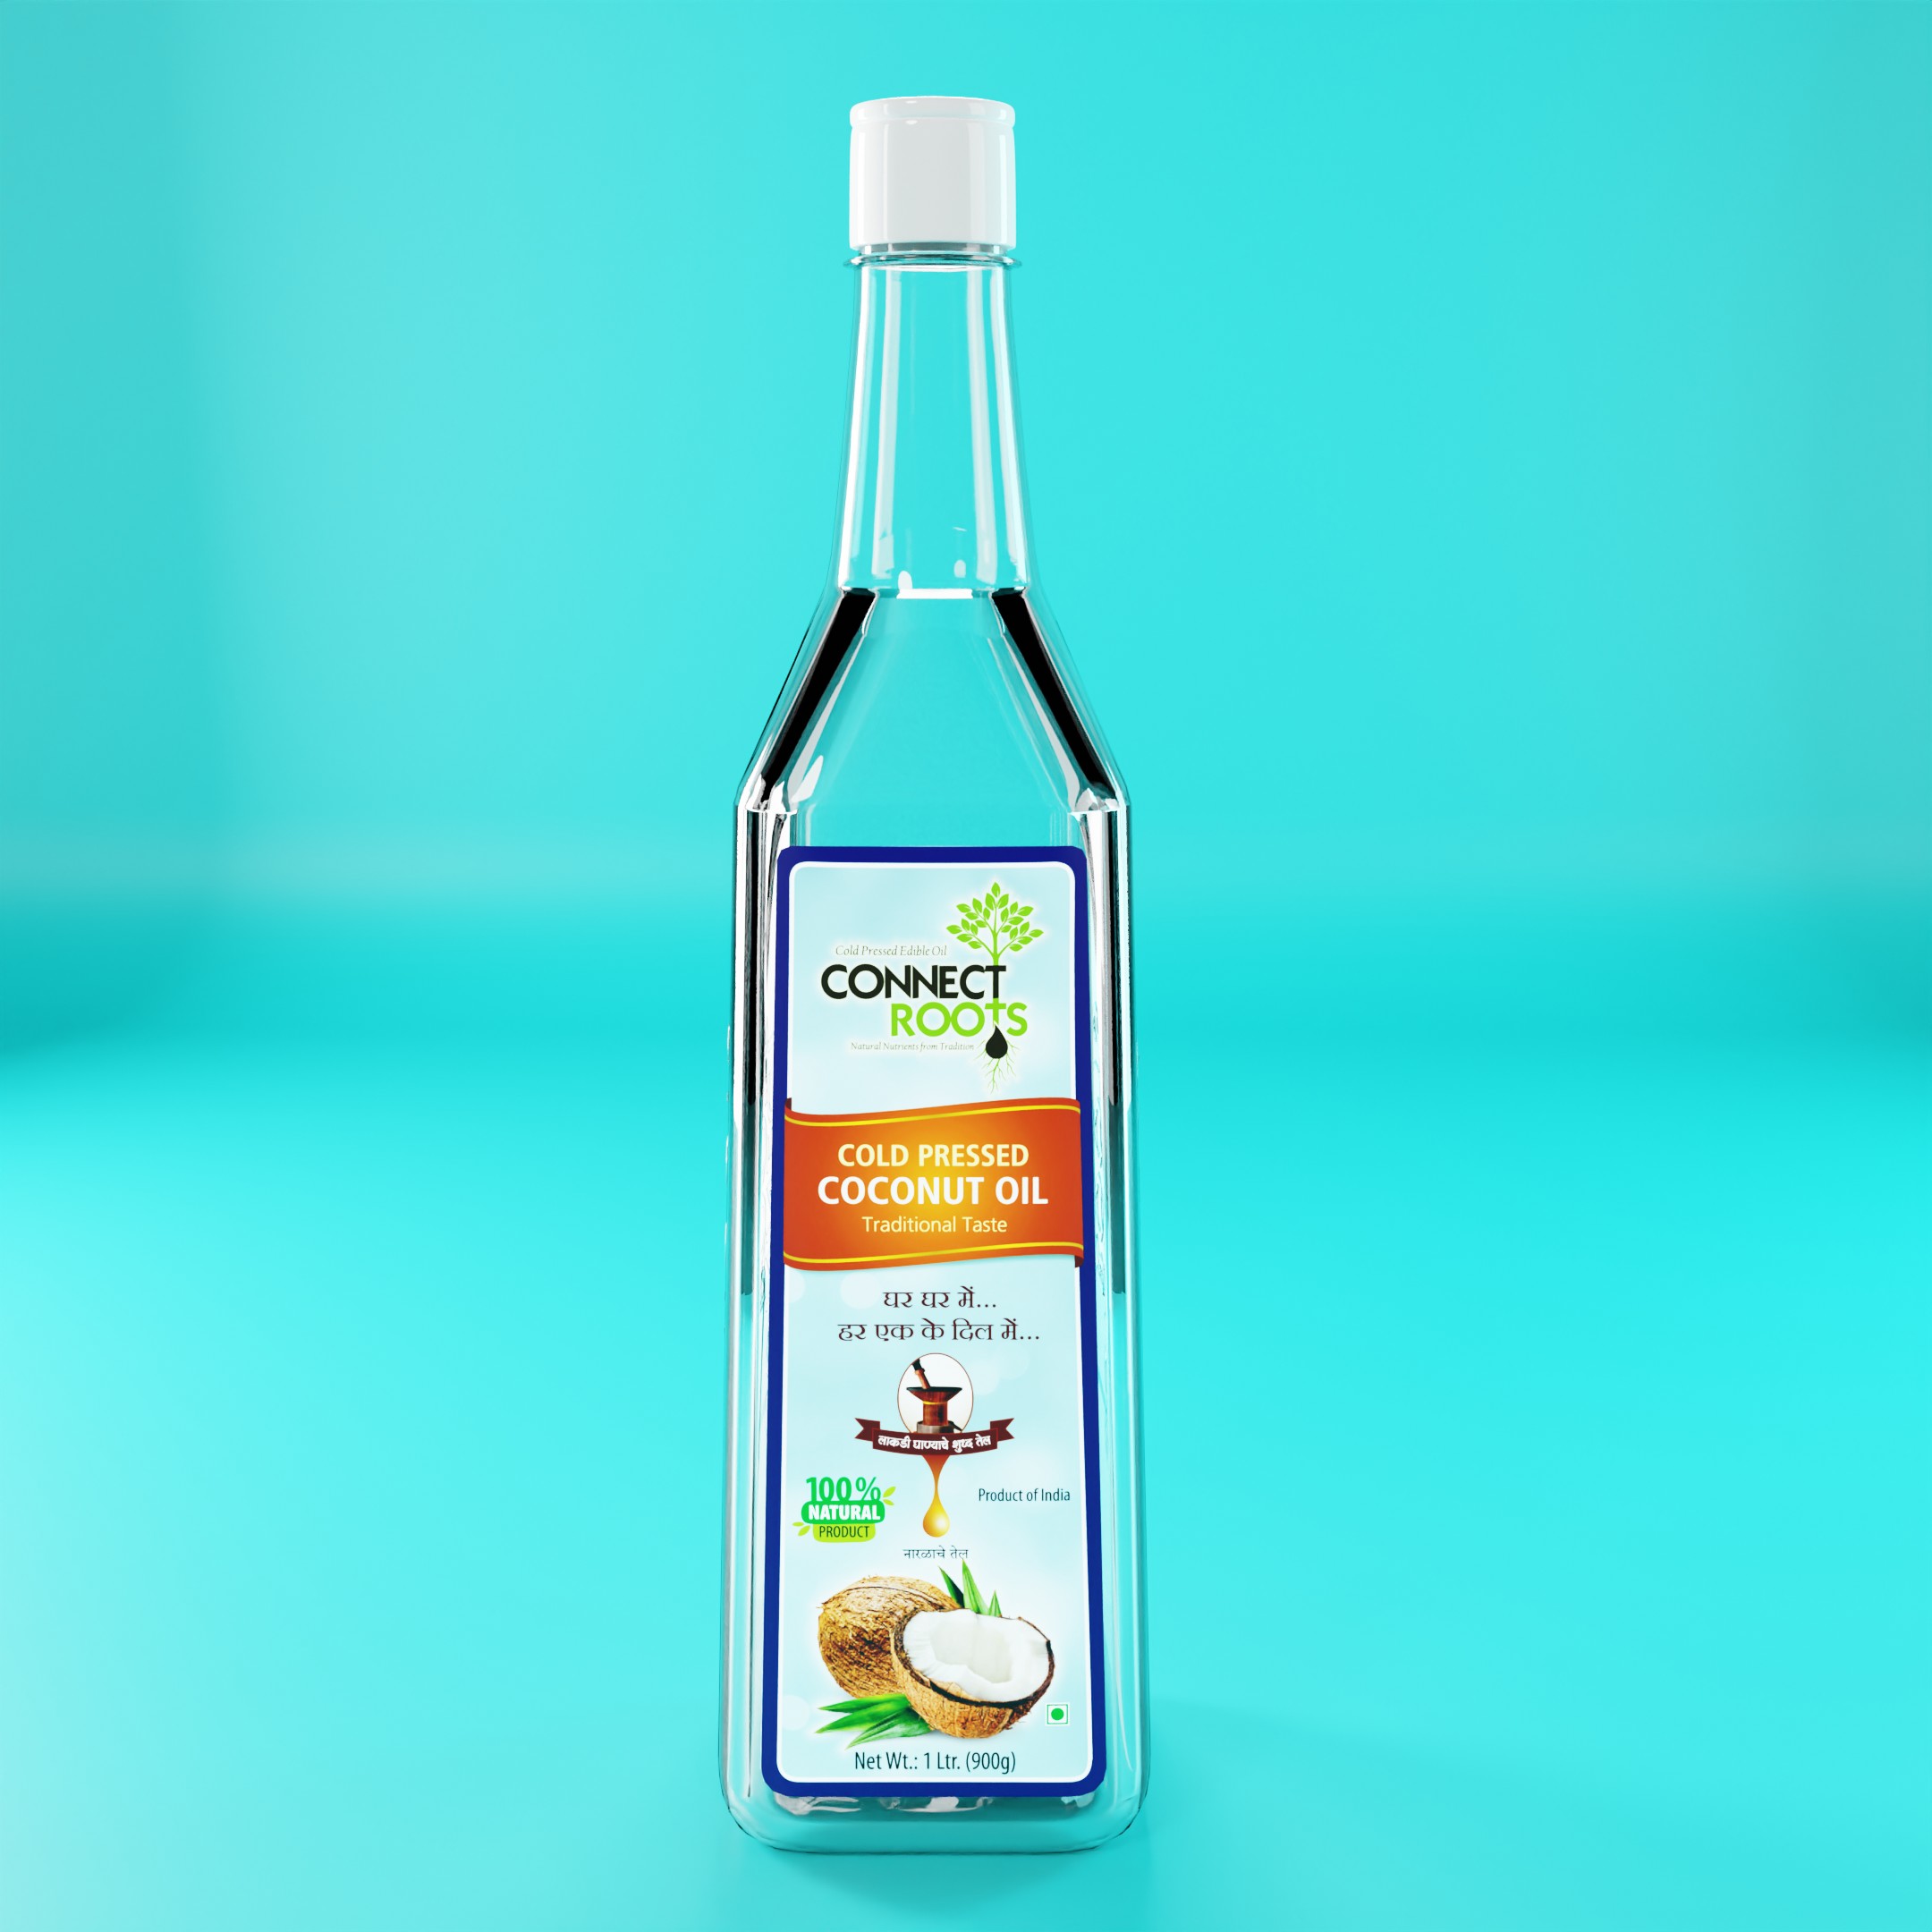 Cold Pressed Edible Oil
CONNECT
ROOTS
Natural Nutrients from Tradition
COLD PRESSED
COCONUT OIL
Traditional Taste
घर घर में...
हर एक के दिल में...
लाकडी घाण्याचे शुध्द तेल
100%
NATURAL
PRODUCT
Product of India
नारळाचे तेल
Net Wt.: 1 Ltr. (900g)